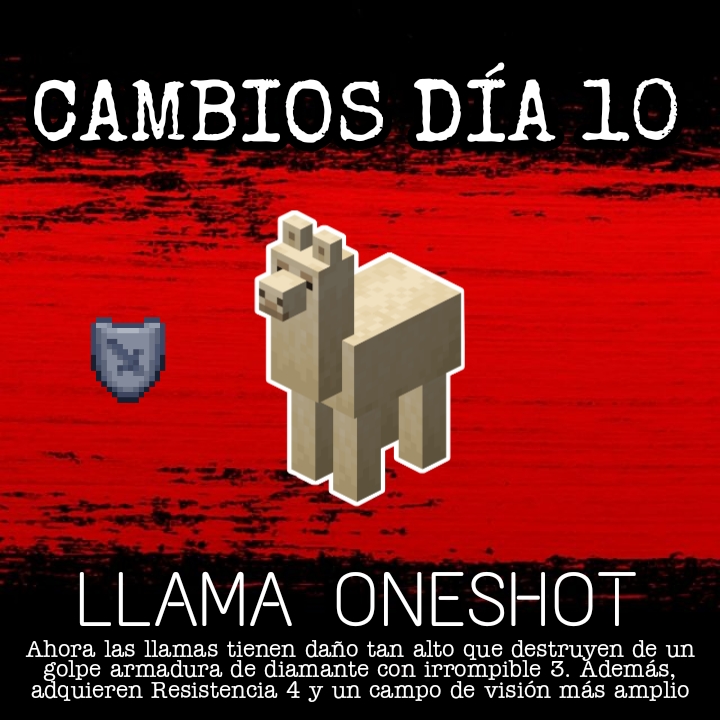 CAMBIOS DÍA 10
LLAMA ONESHOT
Ahora las llamas tienen daño tan alto que destruyen de un
golpe armadura de diamante con irrompible 3. Además,
adquieren Resistencia 4 y un campo de visión más amplio